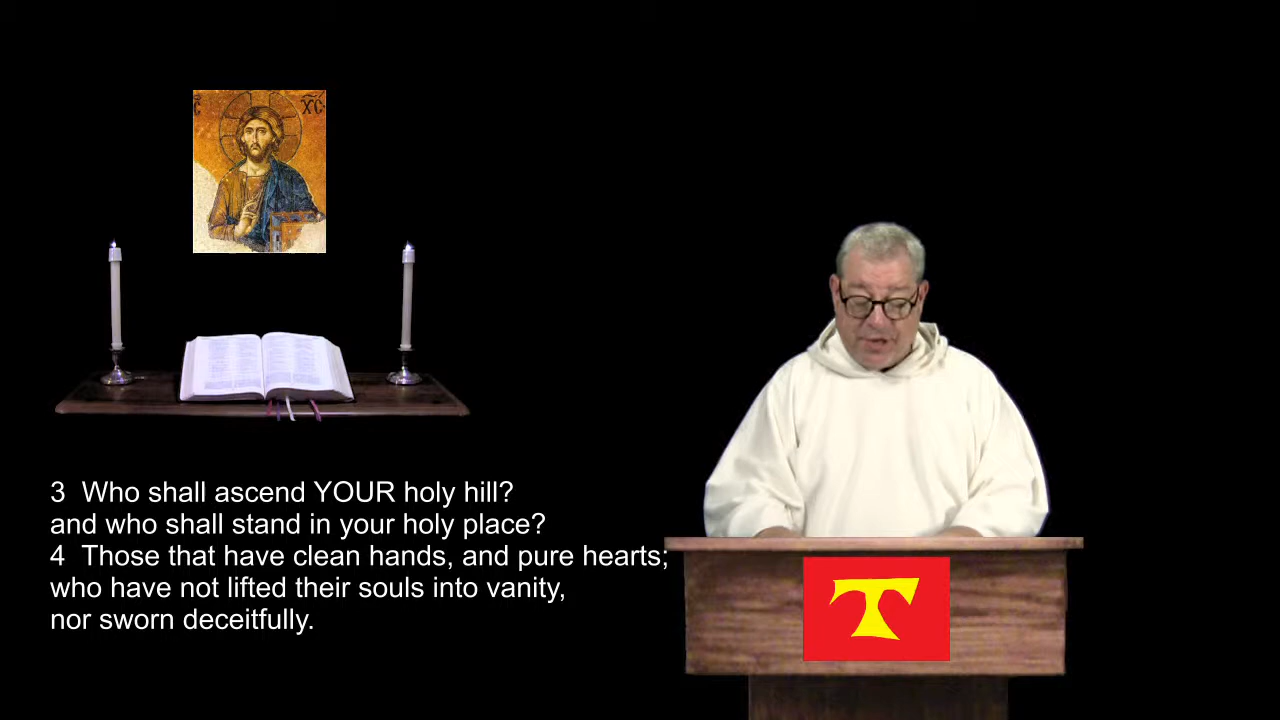 ΧC
3 Who shall ascend YOUR holy hill?
and who shall stand in your holy place?
4 Those that have clean hands, and pure hearts;
who have not lifted their souls into vanity,
nor sworn deceitfully.
T